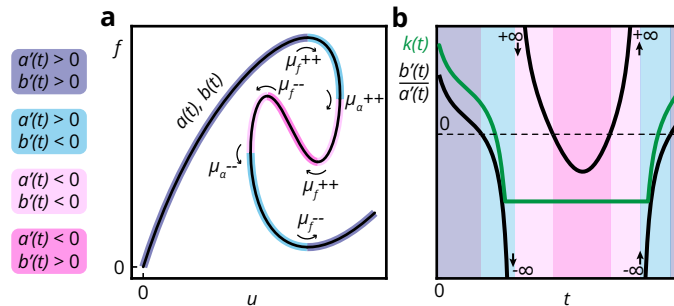 a
b
f
a'(t) > 0
b'(t) > 0
a'(t) > 0
b'(t) < 0
a'(t) < 0
b'(t) < 0
a'(t) < 0
b'(t) > 0
a(t), b(t)
μf++
μf--
μa++
μa--
μf++
μf--
0
0
u
k(t)
b'(t)
a'(t)
0
+∞
+∞
-∞
-∞
0
t